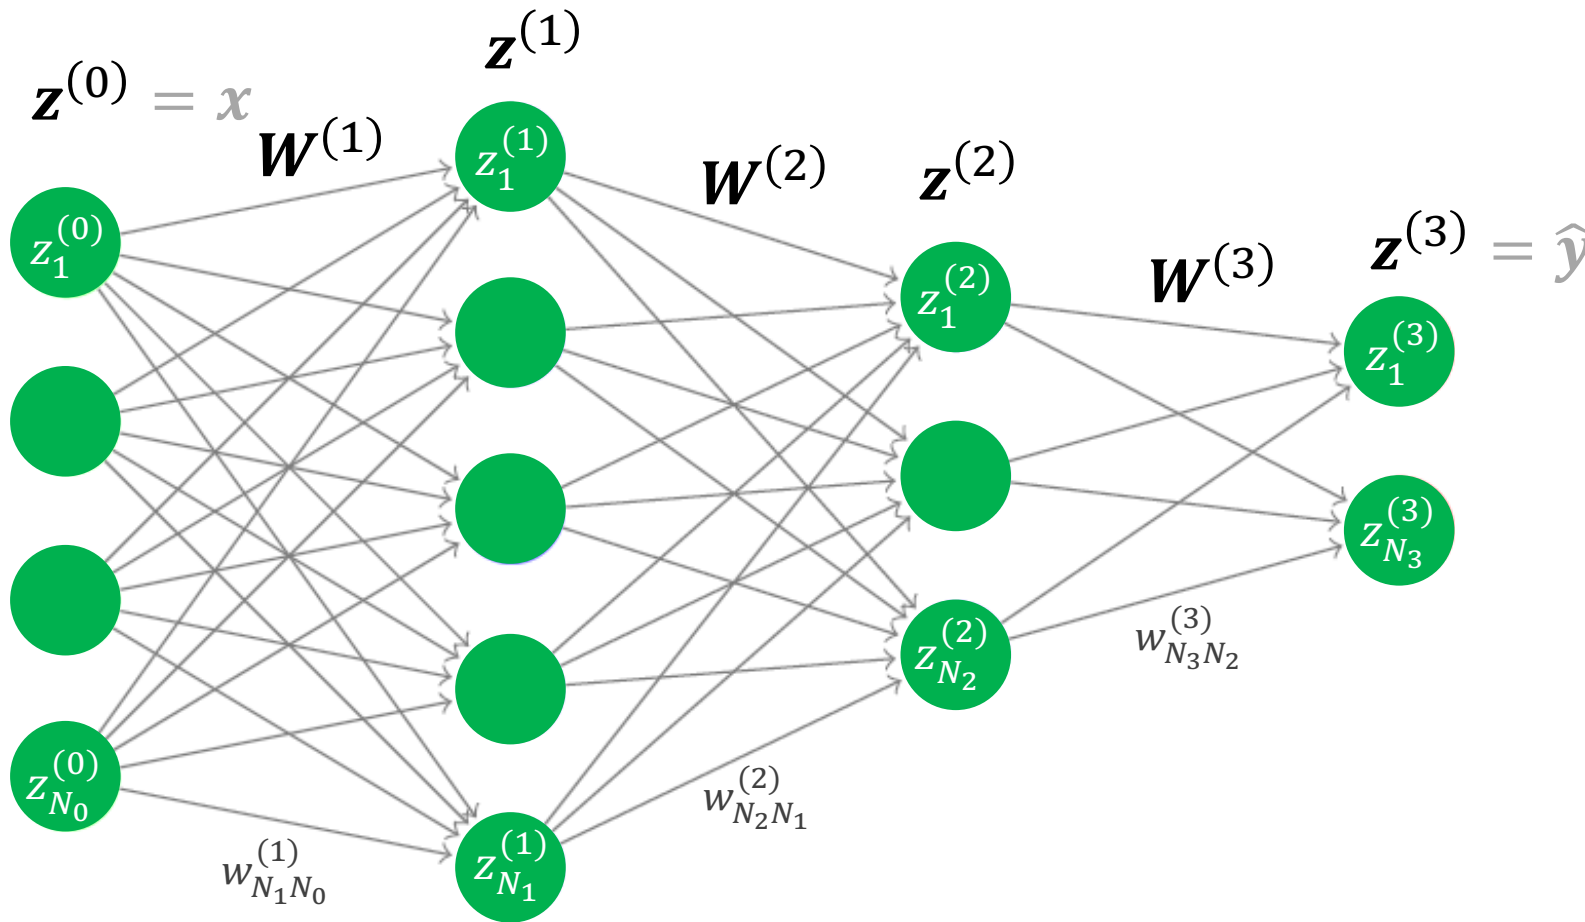 𝒛⁽⁰⁾ = 𝒙
𝑾⁽¹⁾
𝒛⁽¹⁾
𝑾⁽²⁾
𝒛⁽²⁾
𝑾⁽³⁾
𝒛⁽³⁾ = ŷ
z_1^{(0)}
z_{N_0}^{(0)}
w_{N_1N_0}^{(1)}
z_1^{(1)}
z_{N_1}^{(1)}
w_{N_2N_1}^{(2)}
z_1^{(2)}
z_{N_2}^{(2)}
w_{N_3N_2}^{(3)}
z_1^{(3)}
z_{N_3}^{(3)}